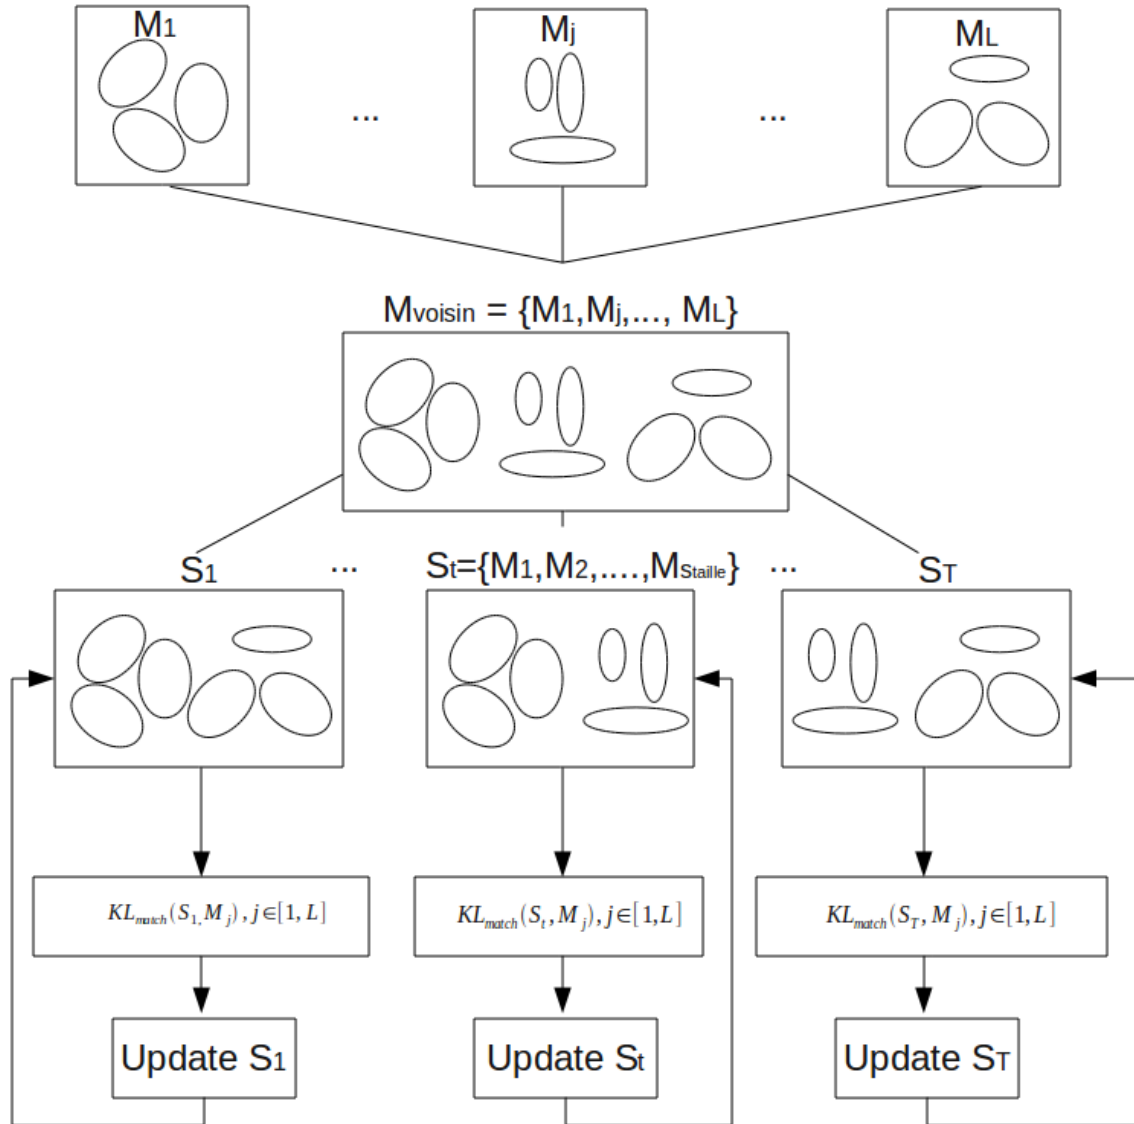 M1 ... Mj ... ML
Mvoisin = {M1,Mj,..., ML}
S1 ... St={M1,M2,....,MStaille} ... ST
KLmatch(S1,Mj),j∈[1,L] KLmatch(St,Mj),j∈[1,L] KLmatch(ST,Mj),j∈[1,L]
Update S1 Update St Update ST